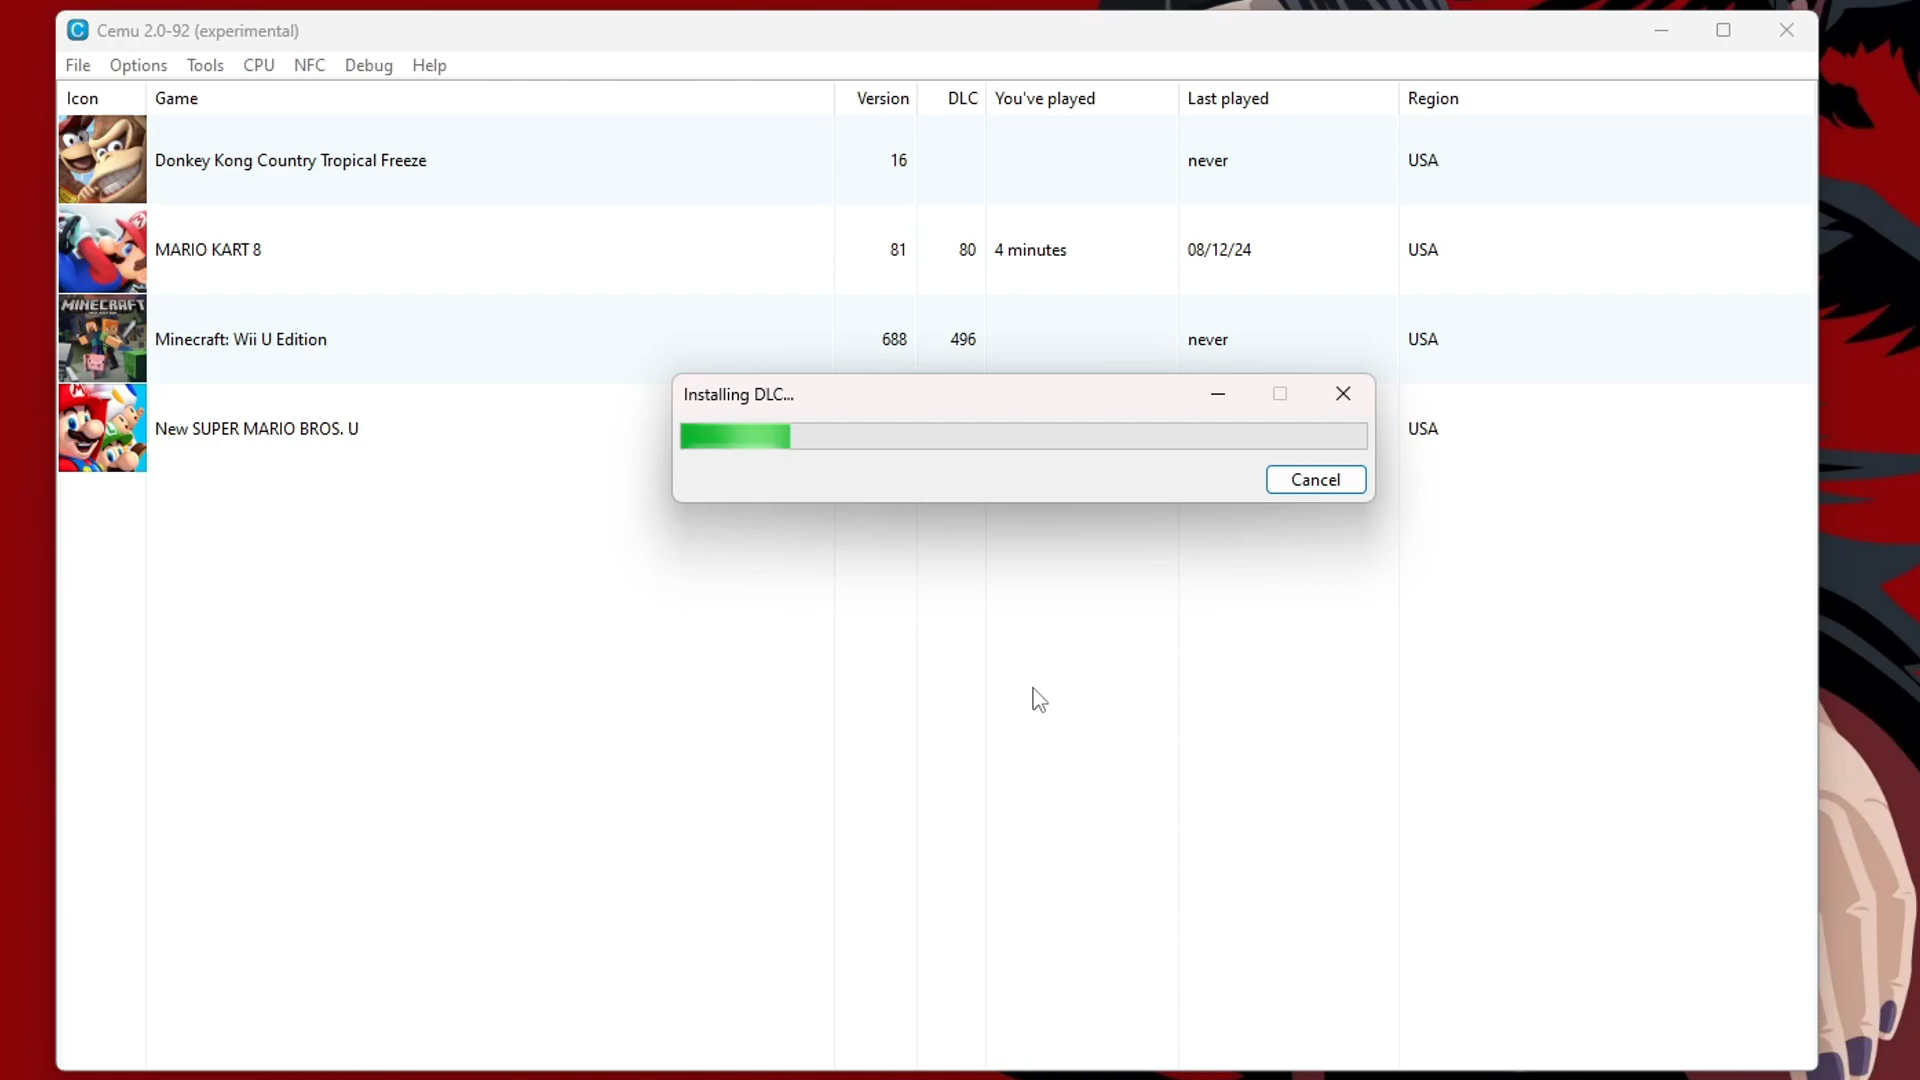 C Cemu 2.0-92 (experimental)
File Options Tools CPU NFC Debug Help
Icon Game Version DLC You've played Last played Region
Donkey Kong Country Tropical Freeze 16 never USA
MARIO KART 8 81 80 4 minutes 08/12/24 USA
MINECRAFT
Minecraft: Wii U Edition 688 496 never USA
Installing DLC...
New SUPER MARIO BROS. U USA
Cancel